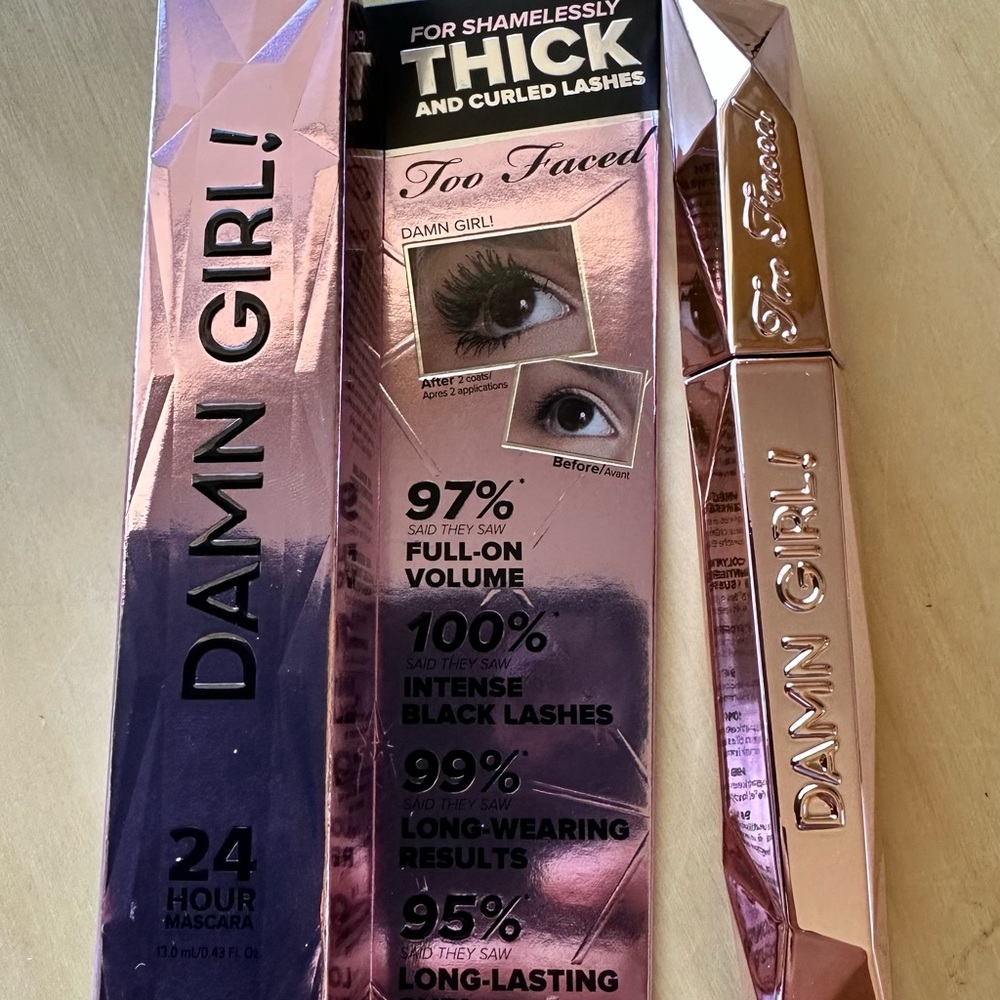 DAMN GIRL!
24
HOUR
MASCARA
13.0 mL/0.43 Fl. Oz
FOR SHAMELESSLY
THICK
AND CURLED LASHES
Too Faced
DAMN GIRL!
After 2 coats/
Apres 2 applications
Before/Avant
97%*
SAID THEY SAW
FULL-ON
VOLUME
100%*
SAID THEY SAW
INTENSE
BLACK LASHES
99%*
SAID THEY SAW
LONG-WEARING
RESULTS
95%*
SAID THEY SAW
LONG-LASTING
Too Faced
DAMN GIRL!